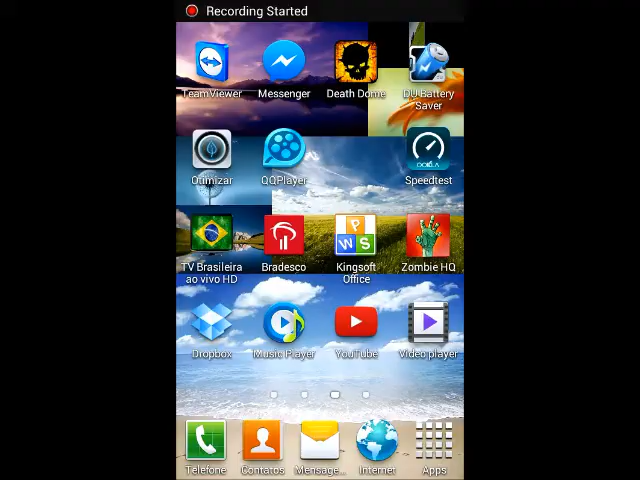 Recording Started
TeamViewer
Messenger
Death Dome
DU Battery
Saver
OOKLA
Otimizar
QQPlayer
Speedtest
P
W
S
TV Brasileira
ao vivo HD
Bradesco
Kingsoft
Office
Zombie HQ
Dropbox
Music Player
YouTube
Video player
Telefone
Contatos
Mensage...
Internet
Apps